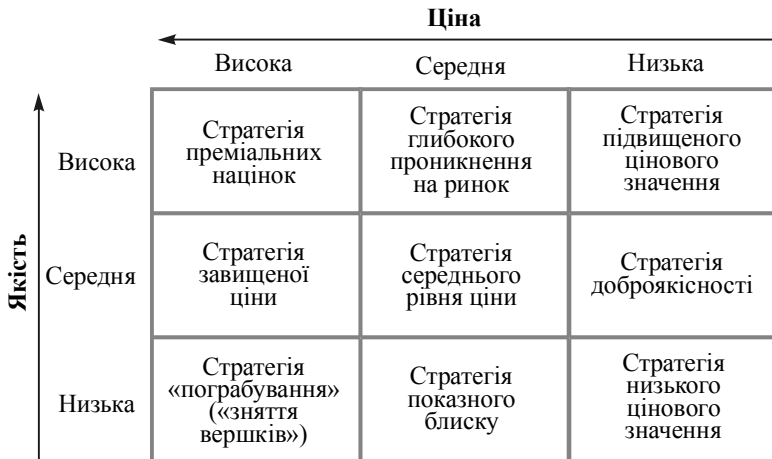 Ціна
Висока
Середня
Низька
Якість
Висока
Стратегія
преміальних
націнок
Стратегія
глибокого
проникнення
на ринок
Стратегія
підвищеного
цінового
значення
Середня
Стратегія
завищеної
ціни
Стратегія
середнього
рівня ціни
Стратегія
доброякісності
Низька
Стратегія
«пограбування»
(«зняття
вершків»)
Стратегія
показного
блиску
Стратегія
низького
цінового
значення